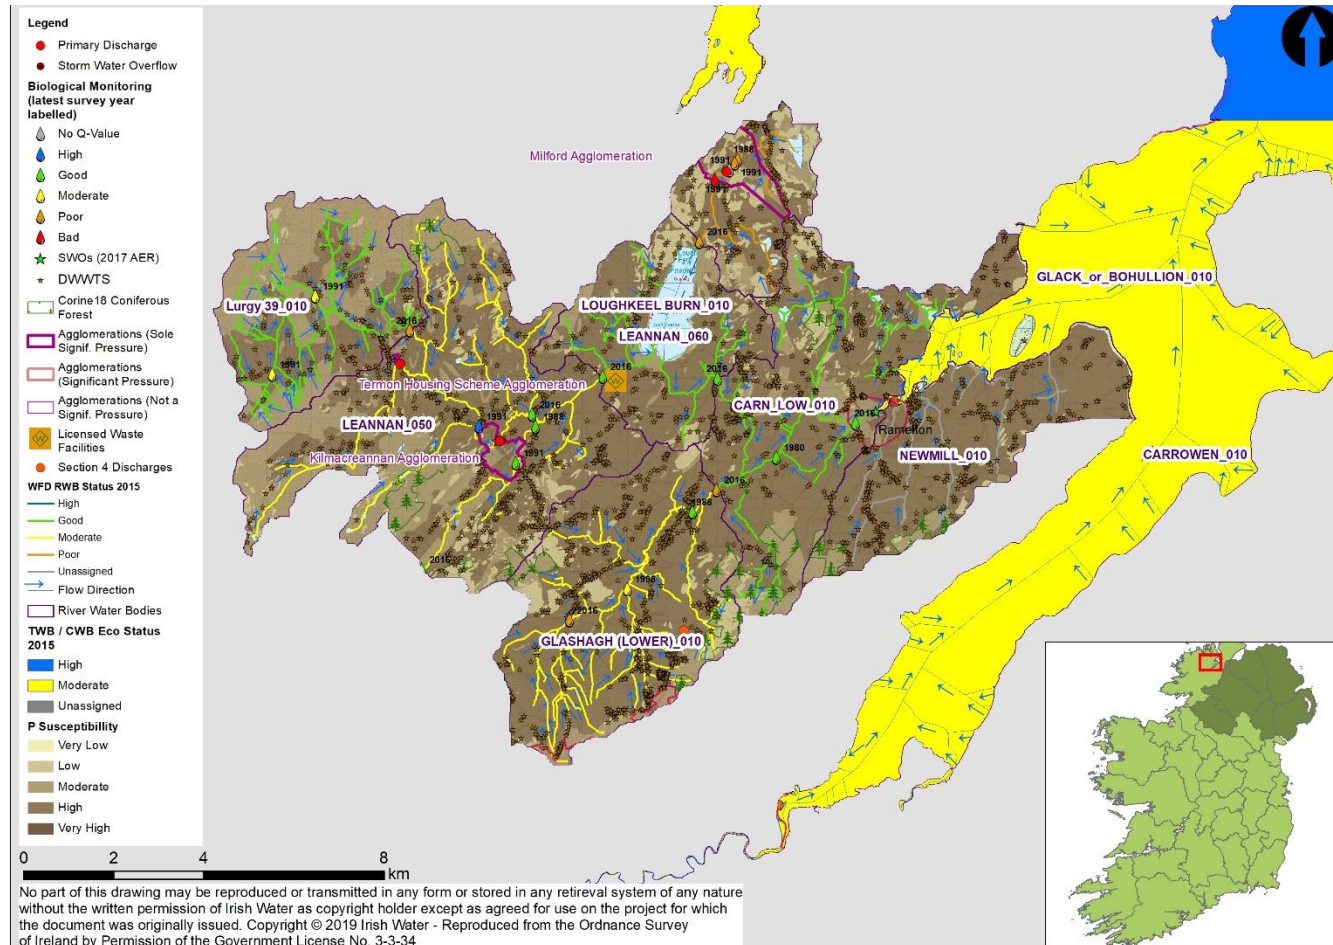 Legend
Primary Discharge
Storm Water Overflow
Biological Monitoring
(latest survey year
labelled)
No Q-Value
High
Good
Moderate
Poor
Bad
SWOs (2017 AER)
DWWTS
Corine18 Coniferous
Forest
Agglomerations (Sole
Signif. Pressure)
Agglomerations
(Significant Pressure)
Agglomerations (Not a
Signif. Pressure)
Licensed Waste
Facilities
Section 4 Discharges
WFD RWB Status 2015
High
Good
Moderate
Poor
Unassigned
Flow Direction
River Water Bodies
TWB / CWB Eco Status
2015
High
Moderate
Unassigned
P Susceptibillity
Very Low
Low
Moderate
High
Very High
0 2 4 8
km
No part of this drawing may be reproduced or transmitted in any form or stored in any retireval system of any nature
without the written permission of Irish Water as copyright holder except as agreed for use on the project for which
the document was originally issued. Copyright © 2019 Irish Water - Reproduced from the Ordnance Survey
of Ireland by Permission of the Government License No. 3-3-34
Milford Agglomeration
1988
1991
1991
1991
2016
Lurgy 39_010
1991
2016
1991
LOUGHKEEL BURN_010
LEANNAN_060
GLACK_or_BOHULLION_010
2016
W
2016
Termon Housing Scheme Agglomeration
LEANNAN_050
1991
2016
1988
Kilmacreannan Agglomeration
1991
CARN_LOW_010
2016
Ramelton
NEWMILL_010
CARROWEN_010
1980
2016
1988
2016
1998
2016
GLASHAGH (LOWER)_010